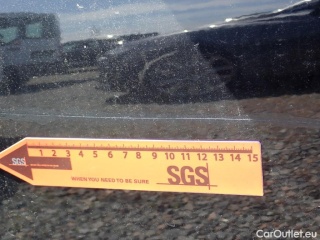 1 2 3 4 5 6 7 8 9 10 11 12 13 14 15
SGS
WHEN YOU NEED TO BE SURE SGS
CarOutlet.eu